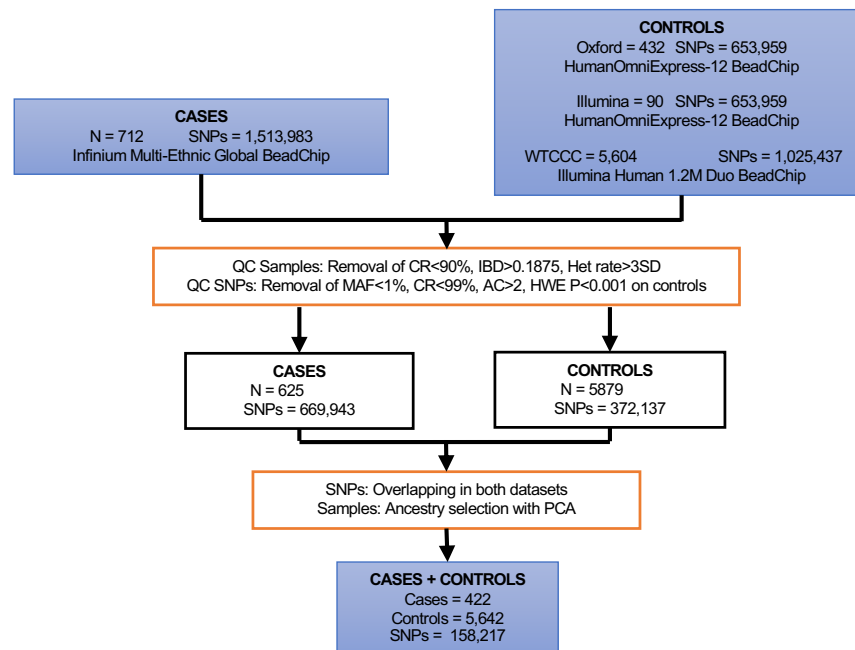 CASES
N = 712 SNPs = 1,513,983
Infinium Multi-Ethnic Global BeadChip
CONTROLS
Oxford = 432 SNPs = 653,959
HumanOmniExpress-12 BeadChip
Illumina = 90 SNPs = 653,959
HumanOmniExpress-12 BeadChip
WTCCC = 5,604 SNPs = 1,025,437
Illumina Human 1.2M Duo BeadChip
QC Samples: Removal of CR<90%, IBD>0.1875, Het rate>3SD
QC SNPs: Removal of MAF<1%, CR<99%, AC>2, HWE P<0.001 on controls
CASES
N = 625
SNPs = 669,943
CONTROLS
N = 5879
SNPs = 372,137
SNPs: Overlapping in both datasets
Samples: Ancestry selection with PCA
CASES + CONTROLS
Cases = 422
Controls = 5,642
SNPs = 158,217